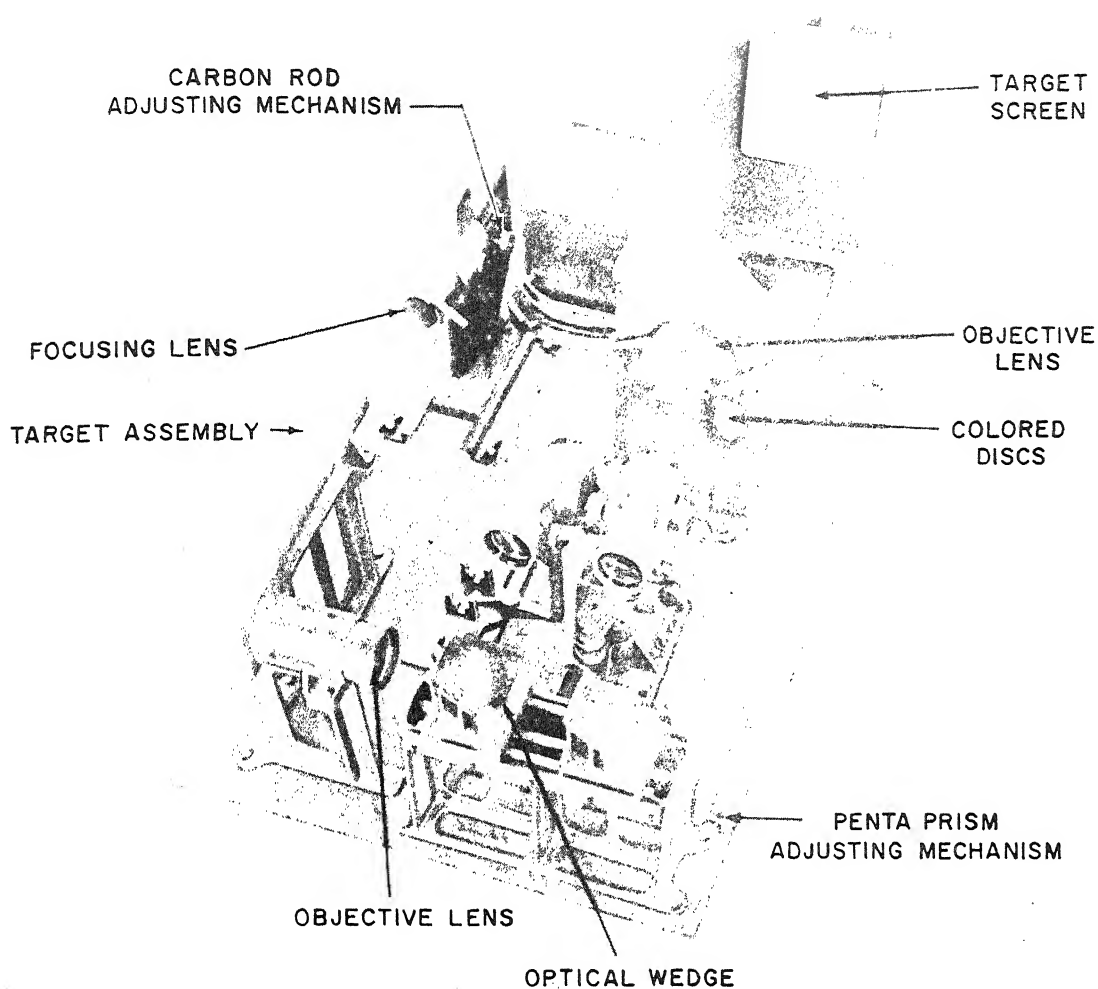 CARBON ROD
ADJUSTING MECHANISM
TARGET
SCREEN
FOCUSING LENS
OBJECTIVE
LENS
TARGET ASSEMBLY
COLORED
DISCS
PENTA PRISM
ADJUSTING MECHANISM
OBJECTIVE LENS
OPTICAL WEDGE